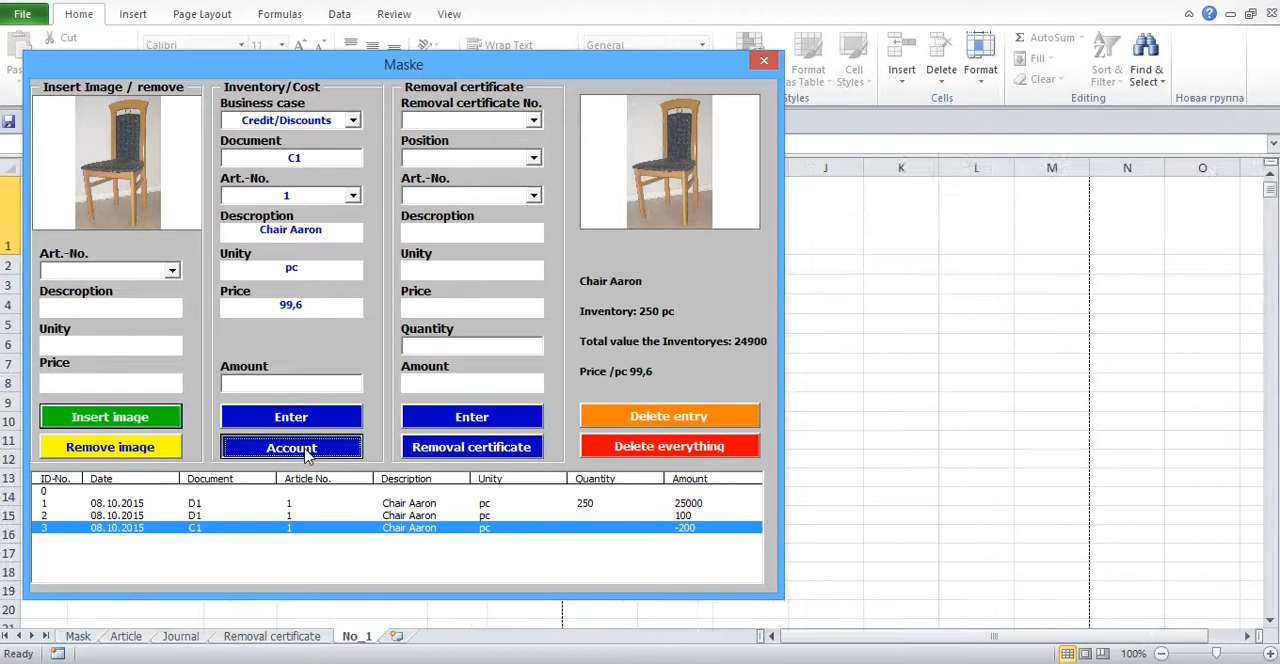 File Home Insert Page Layout Formulas Data Review View
Cut
Calibri 11 Wrap Text General
Format Cell Insert Delete Format AutoSum Fill Clear Sort & Find &
as Table Styles Filter Select
Styles Cells Editing Новая группа
Maske
Insert Image / remove
Art.-No.
Descroption
Unity
Price
Insert image
Remove image
Inventory/Cost
Business case
Credit/Discounts
Document
C1
Art.-No.
1
Descroption
Chair Aaron
Unity
pc
Price
99,6
Amount
Enter
Account
Removal certificate
Removal certificate No.
Position
Art.-No.
Descroption
Unity
Price
Quantity
Amount
Enter
Removal certificate
Chair Aaron
Inventory: 250 pc
Total value the Inventoryes: 24900
Price /pc 99,6
Delete entry
Delete everything
ID-No. Date Document Article No. Description Unity Quantity Amount
0
1 08.10.2015 D1 1 Chair Aaron pc 250 25000
2 08.10.2015 D1 1 Chair Aaron pc 100
3 08.10.2015 C1 1 Chair Aaron pc -200
J K L M N O
1
2
3
4
5
6
7
8
9
10
11
12
13
14
15
16
17
18
19
20
Mask Article Journal Removal certificate No_1
Ready 100%